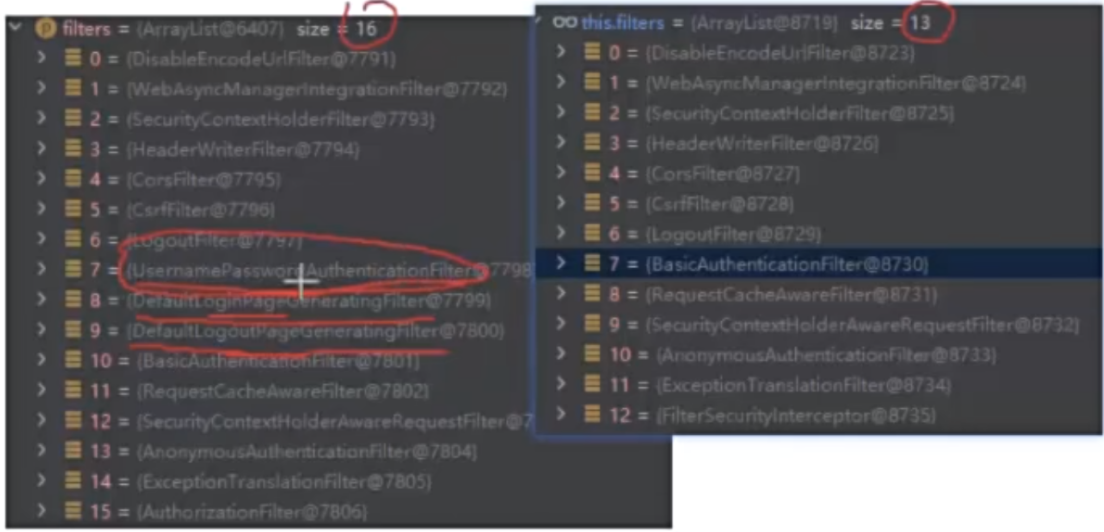 filters = {ArrayList@6407} size = 16
0 = {DisableEncodeUrlFilter@7791}
1 = {WebAsyncManagerIntegrationFilter@7792}
2 = {SecurityContextHolderFilter@7793}
3 = {HeaderWriterFilter@7794}
4 = {CorsFilter@7795}
5 = {CsrfFilter@7796}
6 = {LogoutFilter@7797}
7 = {UsernamePasswordAuthenticationFilter@7798
8 = {DefaultLoginPageGeneratingFilter@7799}
9 = {DefaultLogoutPageGeneratingFilter@7800}
10 = {BasicAuthenticationFilter@7801}
11 = {RequestCacheAwareFilter@7802}
12 = {SecurityContextHolderAwareRequestFilter@7
13 = {AnonymousAuthenticationFilter@7804}
14 = {ExceptionTranslationFilter@7805}
15 = {AuthorizationFilter@7806}
this.filters = {ArrayList@8719} size = 13
0 = {DisableEncodeUrlFilter@8723}
1 = {WebAsyncManagerIntegrationFilter@8724}
2 = {SecurityContextHolderFilter@8725}
3 = {HeaderWriterFilter@8726}
4 = {CorsFilter@8727}
5 = {CsrfFilter@8728}
6 = {LogoutFilter@8729}
7 = {BasicAuthenticationFilter@8730}
8 = {RequestCacheAwareFilter@8731}
9 = {SecurityContextHolderAwareRequestFilter@8732}
10 = {AnonymousAuthenticationFilter@8733}
11 = {ExceptionTranslationFilter@8734}
12 = {FilterSecurityInterceptor@8735}